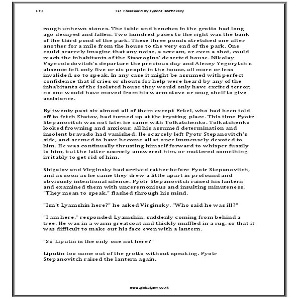 rough unhewn stones. The table and benches in the grotto had long
ago decayed and fallen. Two hundred paces to the right was the bank
of the third pond of the park. These three ponds stretched one after
another for a mile from the house to the very end of the park. One
could scarcely imagine that any noise, a scream, or even a shot, could
reach the inhabitants of the Stavrogins' deserted house. Nikolay
Vsyevolodovitch's departure the previous day and Alexey Yegorytch's
absence left only five or six people in the house, all more or less
invalided, so to speak. In any case it might be assumed with perfect
confidence that if cries or shouts for help were heard by any of the
inhabitants of the isolated house they would only have excited terror;
no one would have moved from his warm stove or snug shelf to give
assistance.
By twenty past six almost all of them except Erkel, who had been told
off to fetch Shatov, had turned up at the trysting-place. This time Pyotr
Stepanovitch was not late; he came with Tolkatchenko. Tolkatchenko
looked frowning and anxious; all his assumed determination and
insolent bravado had vanished. He scarcely left Pyotr Stepanovitch's
side, and seemed to have become all at once immensely devoted to
him. He was continually thrusting himself forward to whisper fussily
to him, but the latter scarcely answered him, or muttered something
irritably to get rid of him.
Shigalov and Virginsky had arrived rather before Pyotr Stepanovitch,
and as soon as he came they drew a little apart in profound and
obviously intentional silence. Pyotr Stepanovitch raised his lantern
and examined them with unceremonious and insulting minuteness.
"They mean to speak," flashed through his mind.
"Isn't Lyamshin here?" he asked Virginsky. "Who said he was ill?"
"I am here," responded Lyamshin, suddenly coming from behind a
tree. He was in a warm greatcoat and thickly muffled in a rug, so that it
was difficult to make out his face even with a lantern.
"So Liputin is the only one not here?"
Liputin too came out of the grotto without speaking. Pyotr
Stepanovitch raised the lantern again.